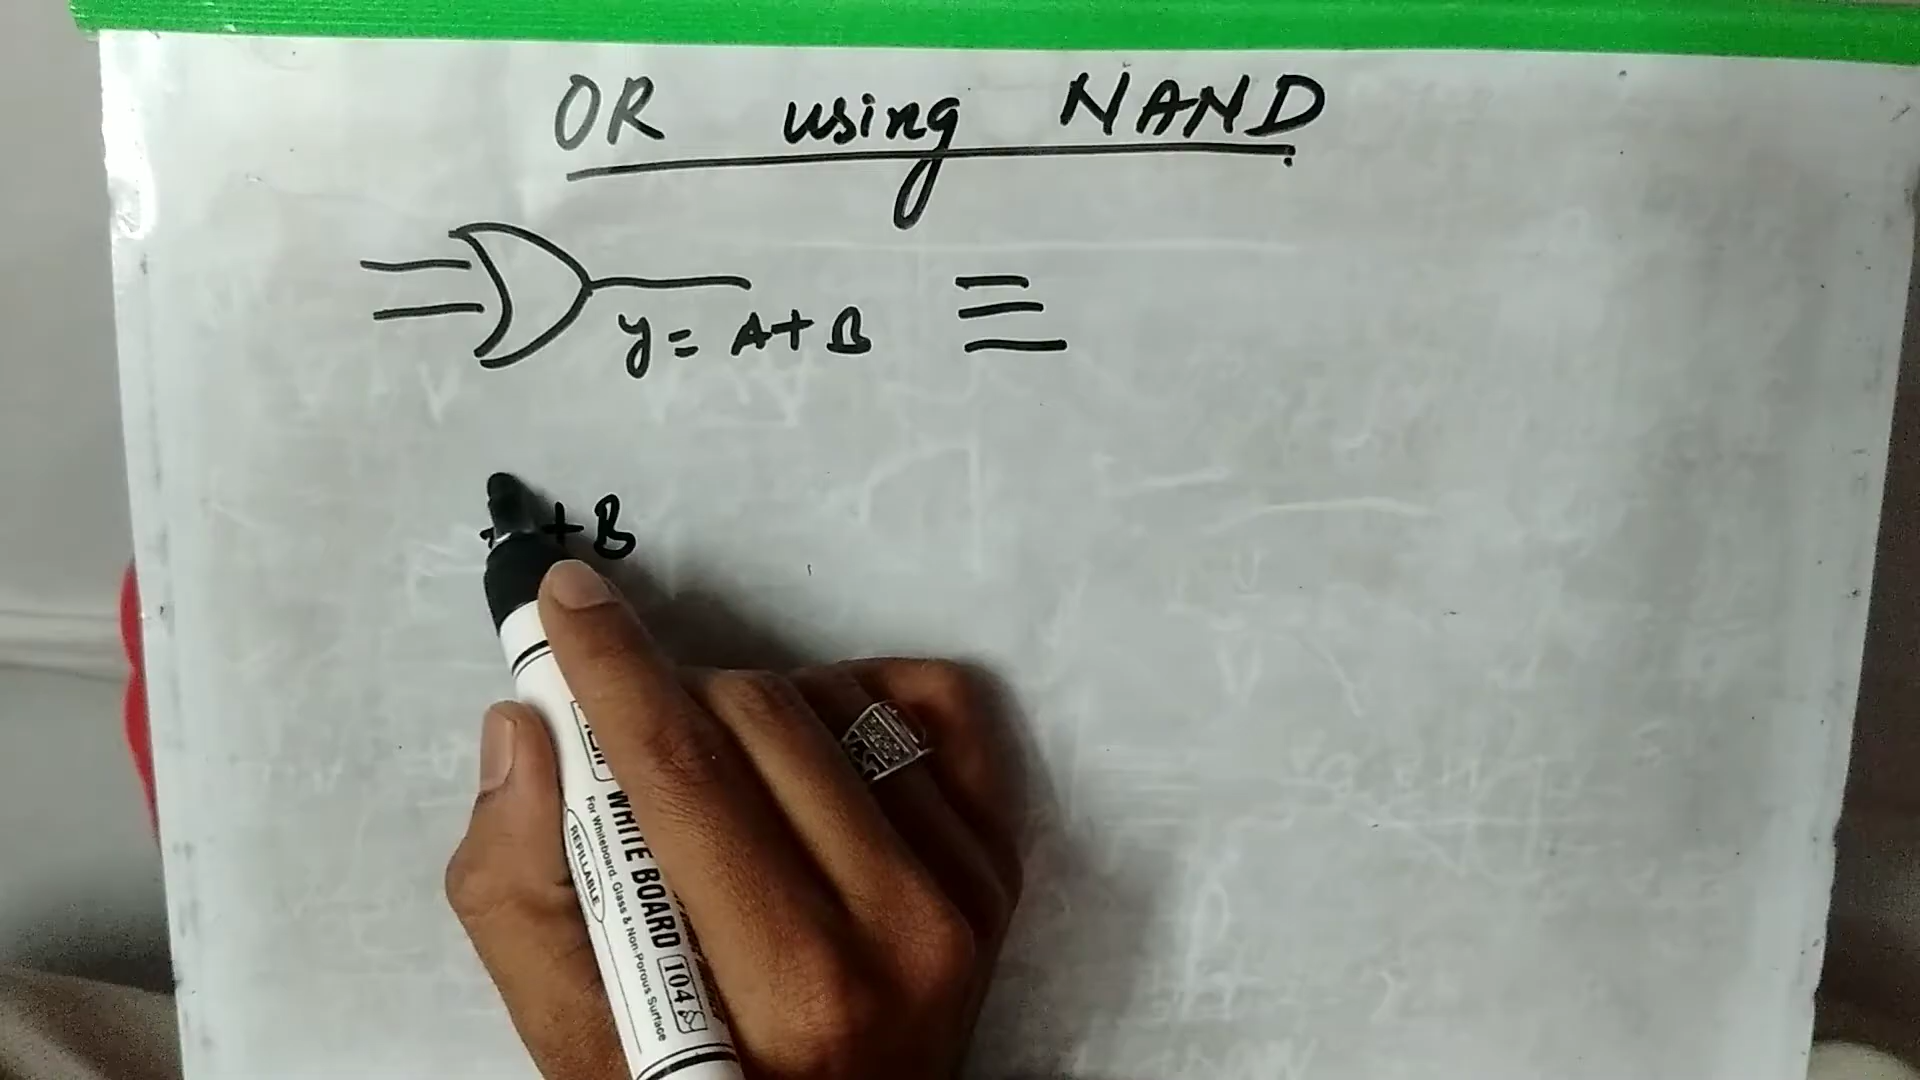 OR using NAND
y = A + B
+ B
WHITE BOARD 104
For Whiteboard, Glass & Non-Porous Surface
REFILLABLE